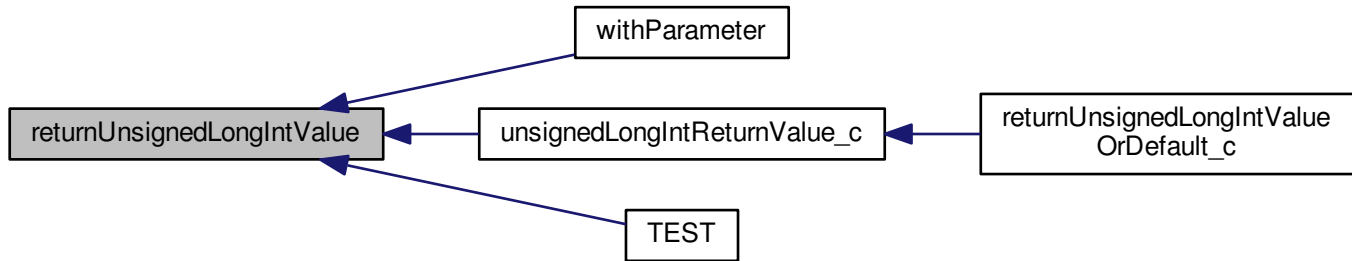 withParameter
returnUnsignedLongIntValue
unsignedLongIntReturnValue_c
returnUnsignedLongIntValue
OrDefault_c
TEST